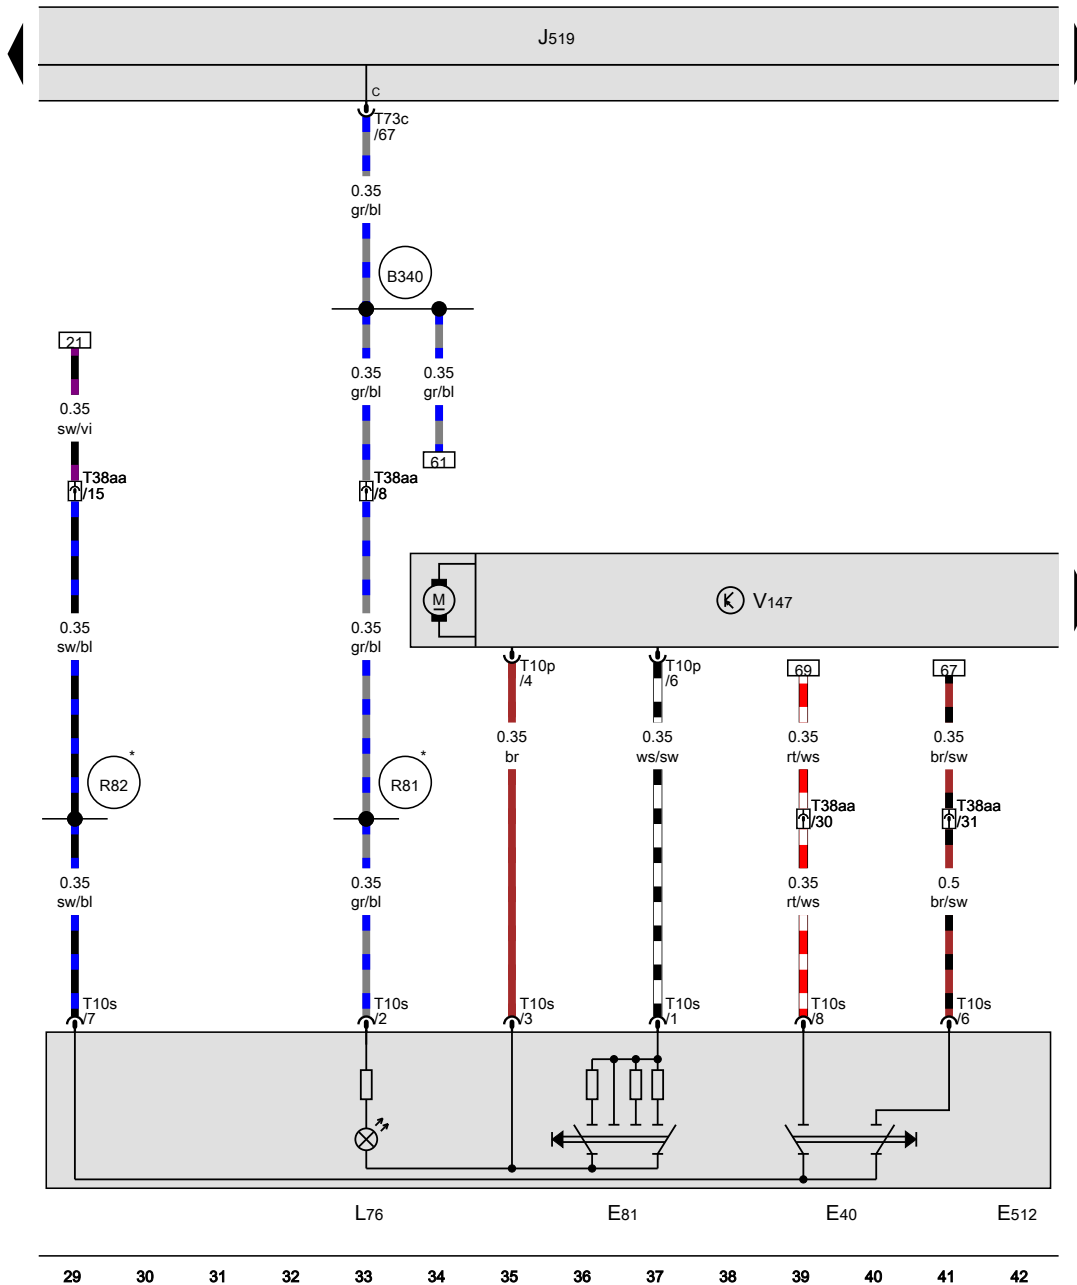 J519
C
T73c
/67
0.35
gr/bl
B340
21
0.35
gr/bl
0.35
gr/bl
0.35
sw/vi
61
T38aa
/15
T38aa
/8
M
V147
0.35
sw/bl
0.35
gr/bl
T10p
/4
T10p
/6
69
67
0.35
br
0.35
ws/sw
0.35
rt/ws
0.35
br/sw
*
R82
*
R81
T38aa
/30
T38aa
/31
0.35
sw/bl
0.35
gr/bl
0.35
rt/ws
0.5
br/sw
T10s
/7
T10s
/2
T10s
/3
T10s
/1
T10s
/8
T10s
/6
L76
E81
E40
E512
29 30 31 32 33 34 35 36 37 38 39 40 41 42